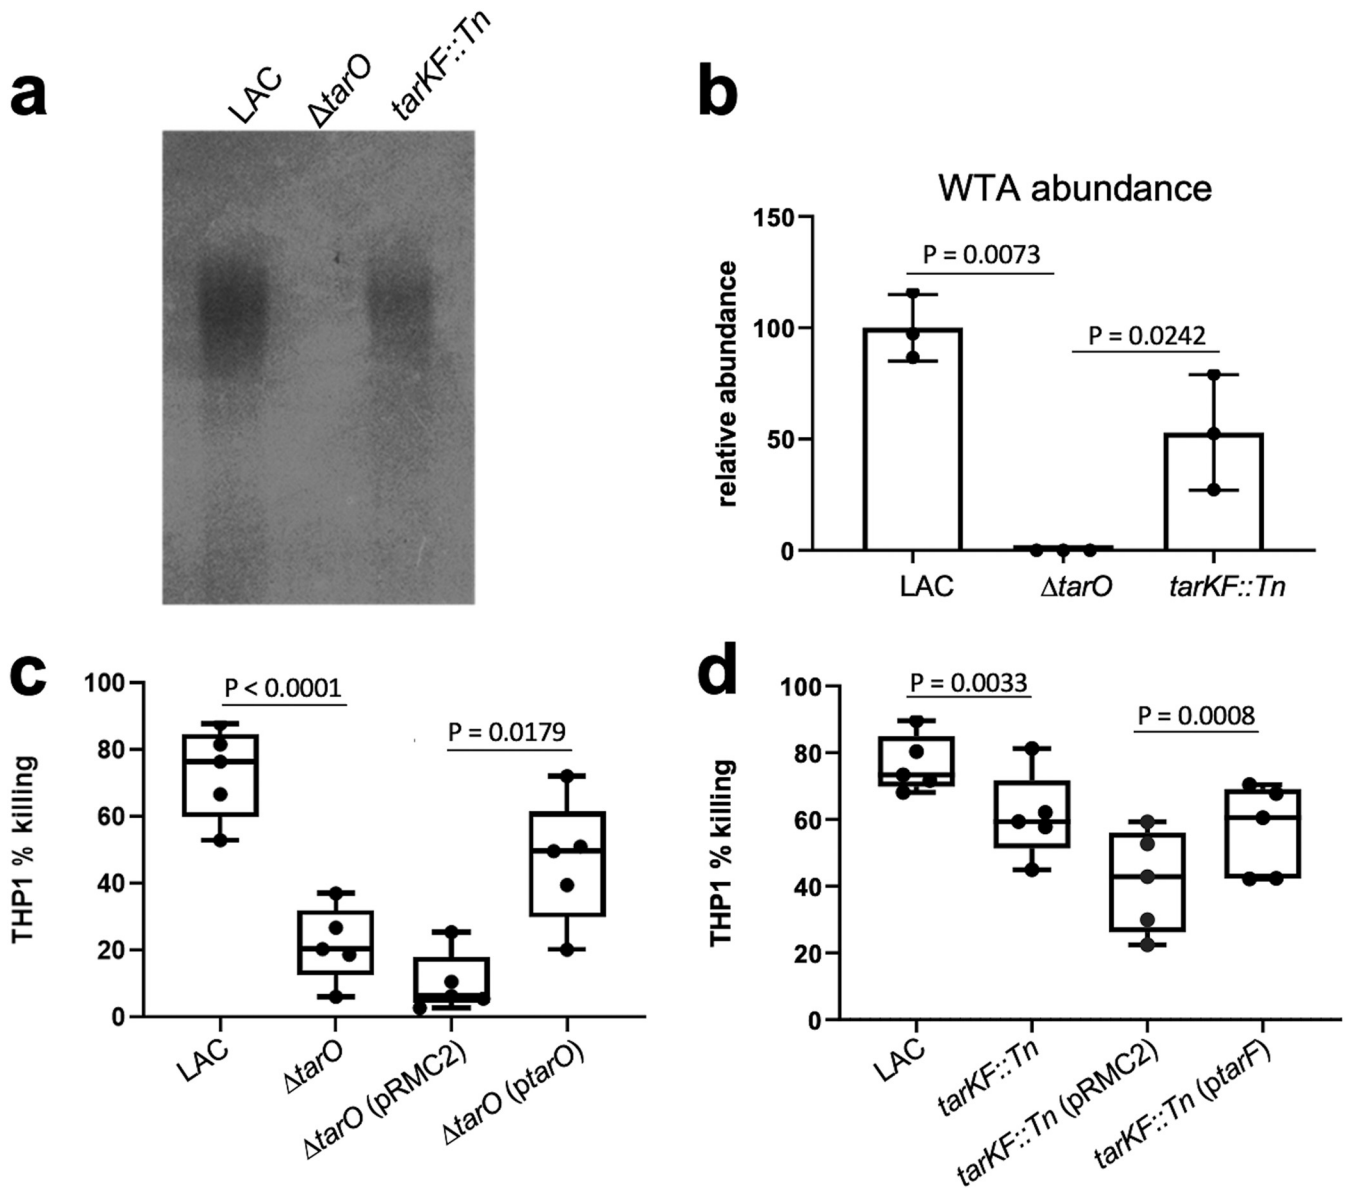 a
LAC
ΔtarO
tarKF::Tn
b
WTA abundance
relative abundance
150
100
50
0
P = 0.0073
P = 0.0242
LAC
ΔtarO
tarKF::Tn
c
THP1 % killing
100
80
60
40
20
0
P < 0.0001
P = 0.0179
LAC
ΔtarO
ΔtarO (pRMC2)
ΔtarO (ptarO)
d
THP1 % killing
100
80
60
40
20
0
P = 0.0033
P = 0.0008
LAC
tarKF::Tn
tarKF::Tn (pRMC2)
tarKF::Tn (ptarF)